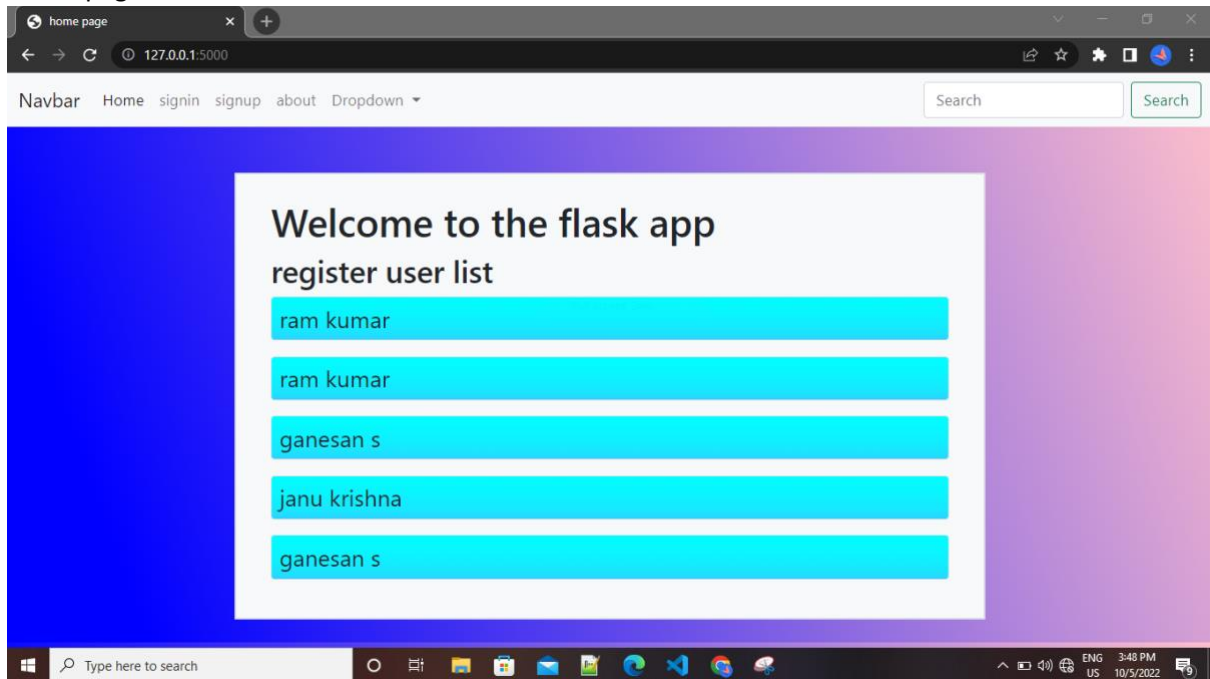 home page
127.0.0.1:5000
Navbar Home signin signup about Dropdown Search Search
Welcome to the flask app
register user list
ram kumar
ram kumar
ganesan s
janu krishna
ganesan s
Type here to search
ENG 3:48 PM
US 10/5/2022 9